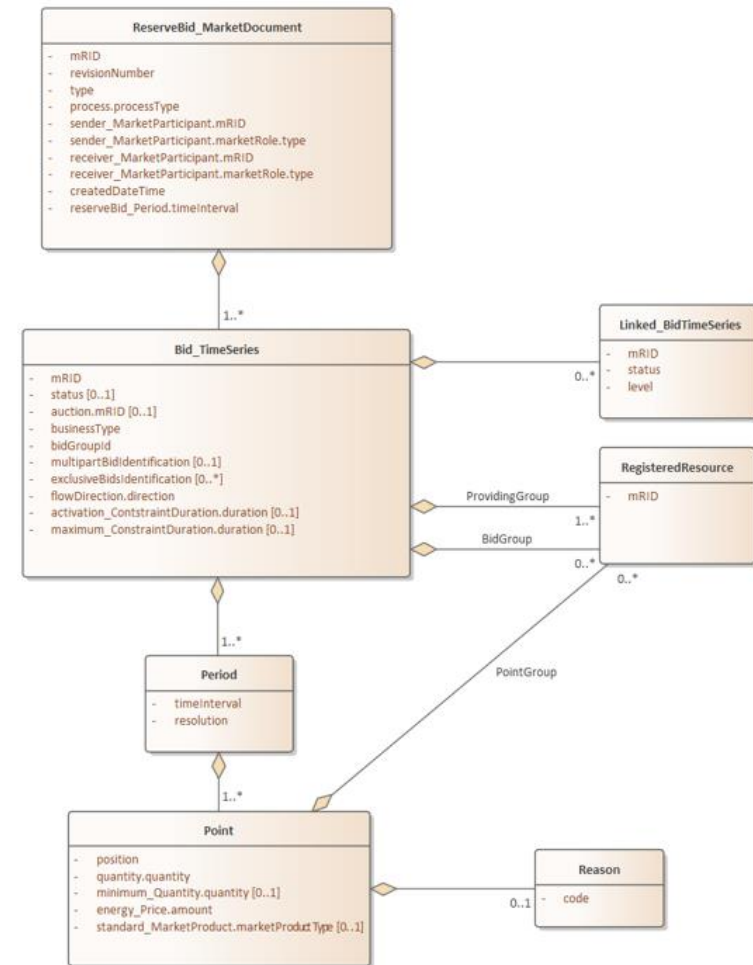 ReserveBid_MarketDocument
- mRID
- revisionNumber
- type
- process.processType
- sender_MarketParticipant.mRID
- sender_MarketParticipant.marketRole.type
- receiver_MarketParticipant.mRID
- receiver_MarketParticipant.marketRole.type
- createdDateTime
- reserveBid_Period.timeInterval
1..*
Bid_TimeSeries
- mRID
- status [0..1]
- auction.mRID [0..1]
- businessType
- bidGroupId
- multipartBidIdentification [0..1]
- exclusiveBidsIdentification [0..*]
- flowDirection.direction
- activation_ContstraintDuration.duration [0..1]
- maximum_ConstraintDuration.duration [0..1]
Linked_BidTimeSeries
- mRID
- status
- level
0..*
RegisteredResource
- mRID
ProvidingGroup
1..*
BidGroup
0..*
0..*
1..*
Period
- timeInterval
- resolution
PointGroup
1..*
Point
- position
- quantity.quantity
- minimum_Quantity.quantity [0..1]
- energy_Price.amount
- standard_MarketProduct.marketProductType [0..1]
Reason
- code
0..1